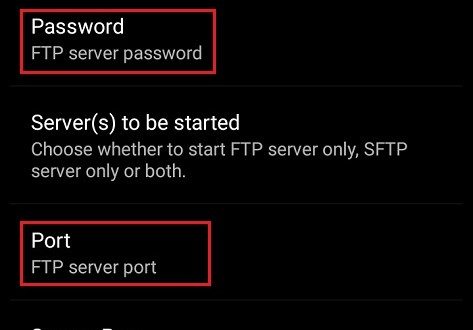 Password
FTP server password
Server(s) to be started
Choose whether to start FTP server only, SFTP
server only or both.
Port
FTP server port